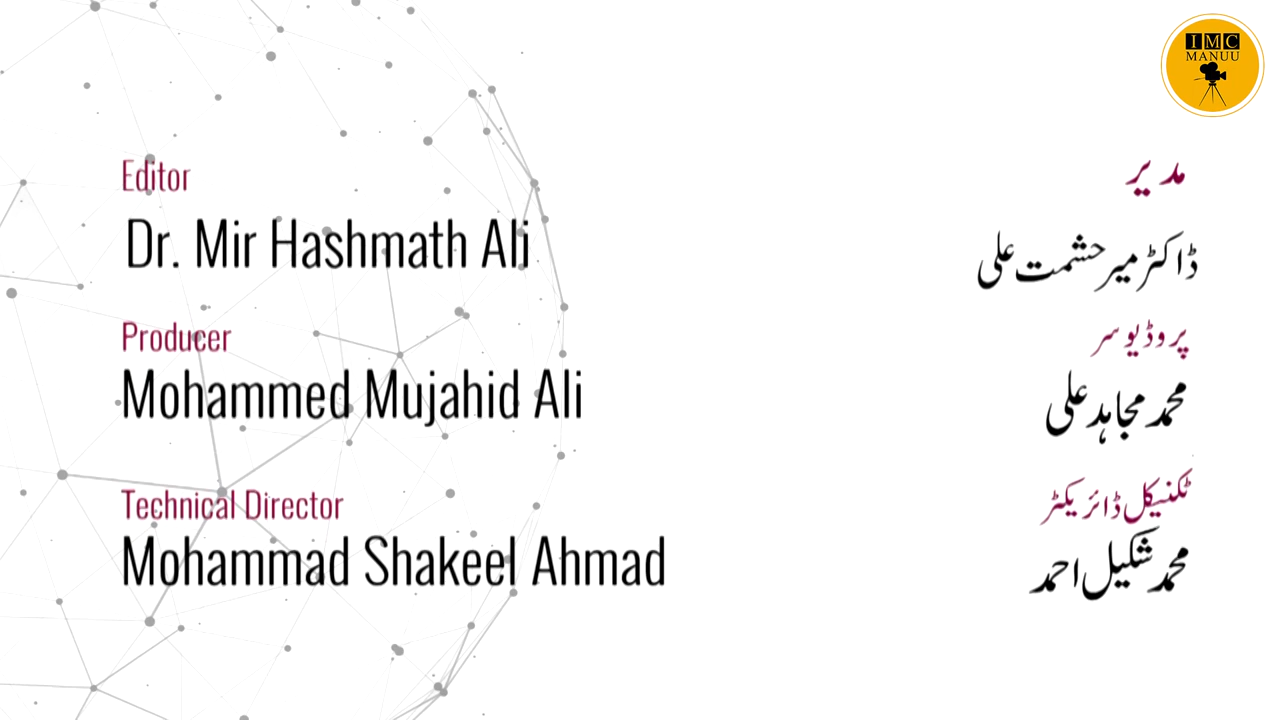 IMC
MANUU
Editor
مدیر
Dr. Mir Hashmath Ali
ڈاکٹر میر حشمت علی
Producer
پروڈیوسر
Mohammed Mujahid Ali
محمد مجاہد علی
Technical Director
ٹکنیکل ڈائریکٹر
Mohammad Shakeel Ahmad
محمد شکیل احمد